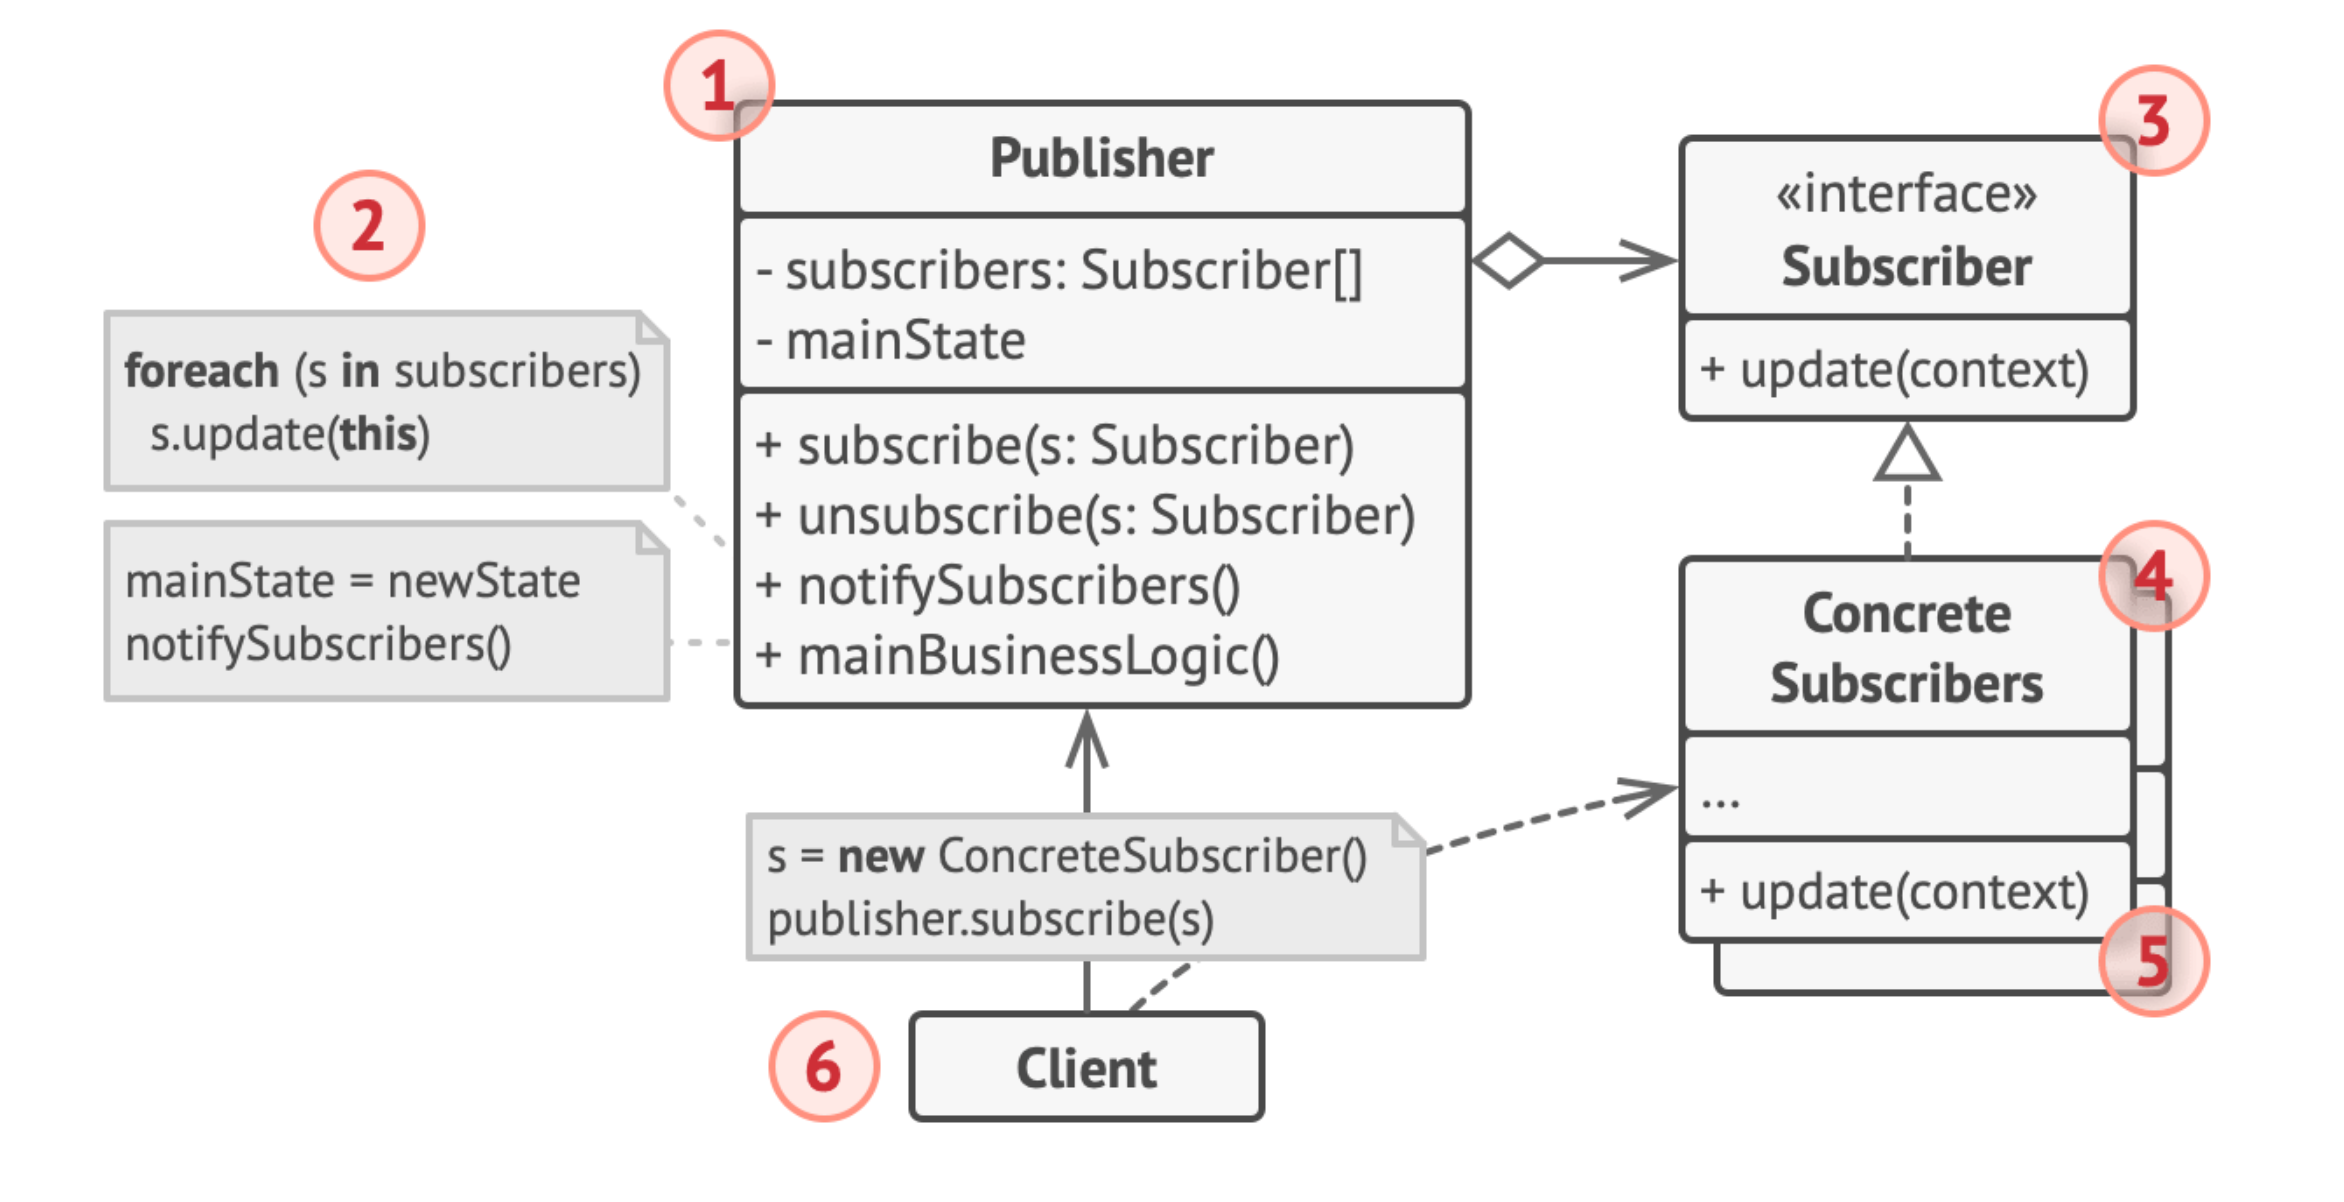 1
Publisher
- subscribers: Subscriber[]
- mainState
+ subscribe(s: Subscriber)
+ unsubscribe(s: Subscriber)
+ notifySubscribers()
+ mainBusinessLogic()
2
foreach (s in subscribers)
s.update(this)
mainState = newState
notifySubscribers()
3
«interface»
Subscriber
+ update(context)
4
Concrete
Subscribers
...
+ update(context)
5
s = new ConcreteSubscriber()
publisher.subscribe(s)
6
Client